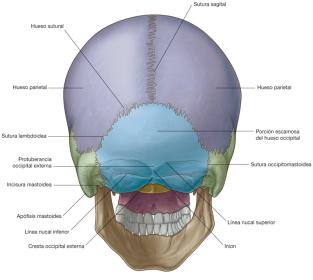 Sutura sagital
Hueso sutural
Hueso parietal
Hueso parietal
Sutura lambdoidea
Porción escamosa
del hueso occipital
Protuberancia
occipital externa
Sutura occipitomastoidea
Incisura mastoidea
Apófisis mastoides
Línea nucal superior
Línea nucal inferior
Cresta occipital externa
Inion